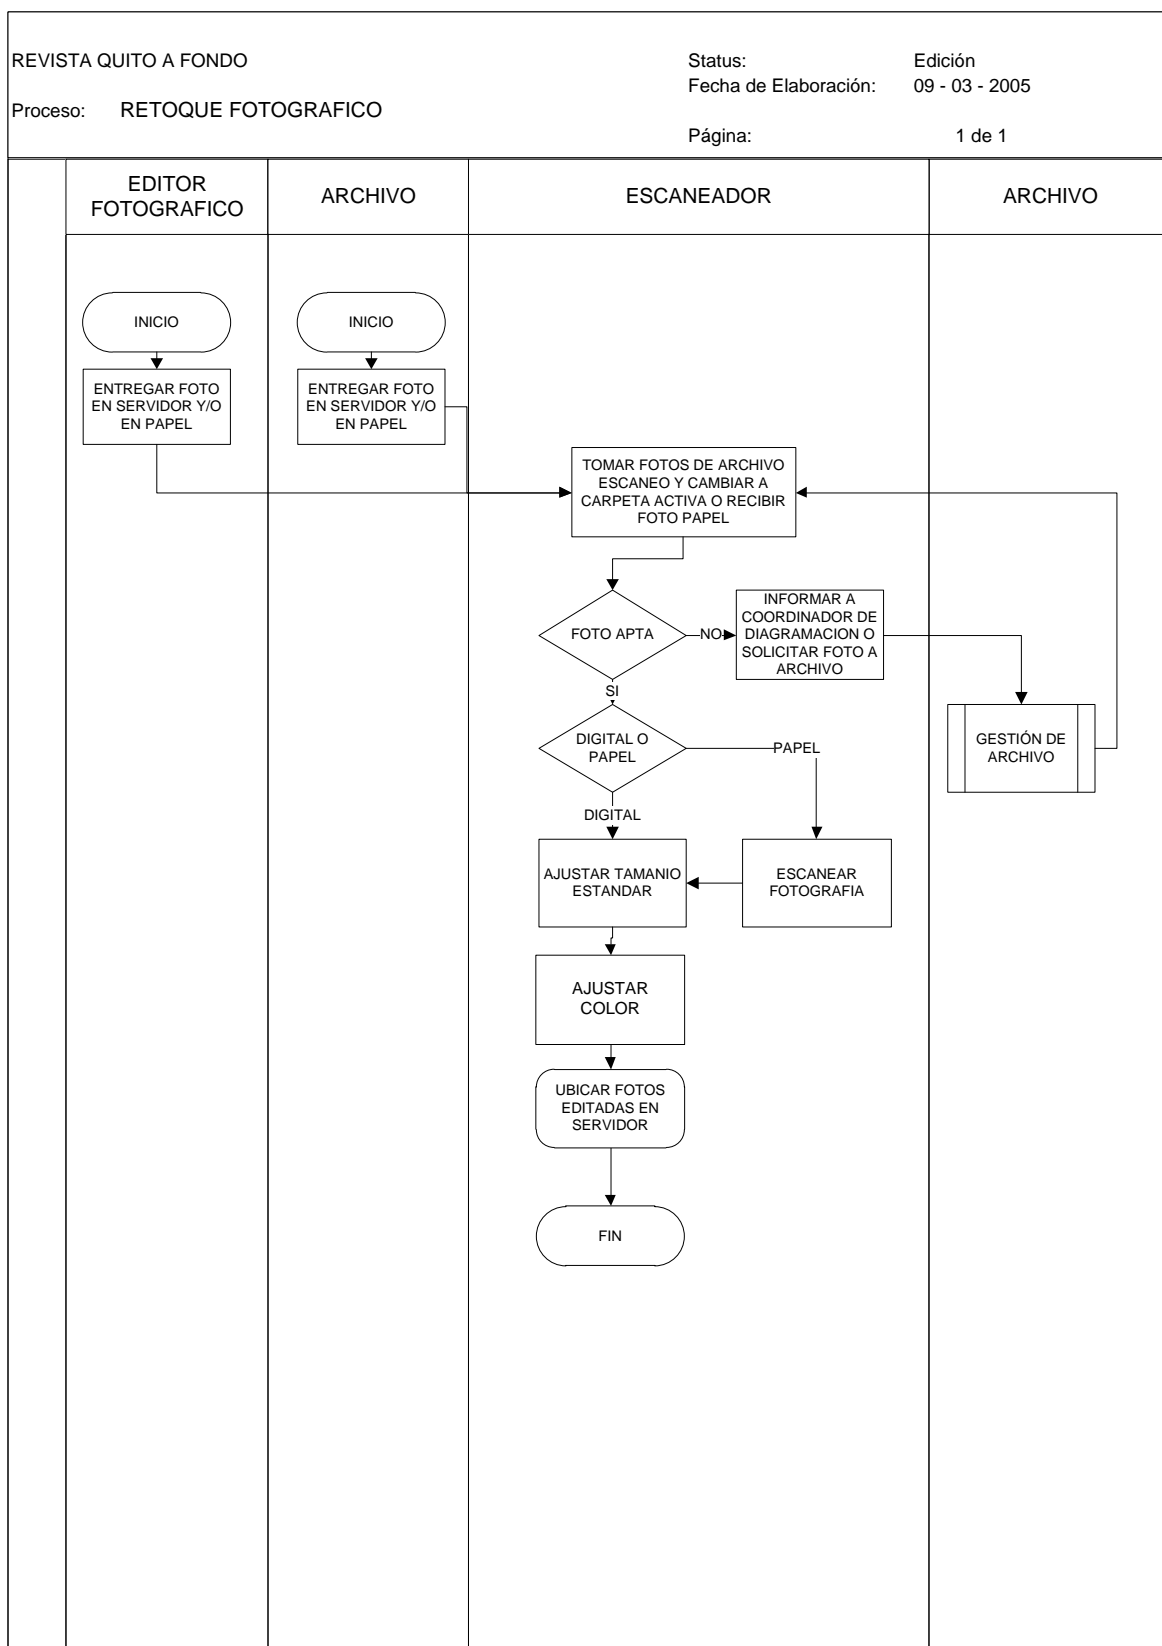 REVISTA QUITO A FONDO
Status: Edición
Fecha de Elaboración: 09 - 03 - 2005
Proceso: RETOQUE FOTOGRAFICO
Página: 1 de 1
EDITOR
FOTOGRAFICO
ARCHIVO
ESCANEADOR
ARCHIVO
INICIO
INICIO
ENTREGAR FOTO
EN SERVIDOR Y/O
EN PAPEL
ENTREGAR FOTO
EN SERVIDOR Y/O
EN PAPEL
TOMAR FOTOS DE ARCHIVO
ESCANEO Y CAMBIAR A
CARPETA ACTIVA O RECIBIR
FOTO PAPEL
FOTO APTA
NO
INFORMAR A
COORDINADOR DE
DIAGRAMACION O
SOLICITAR FOTO A
ARCHIVO
SI
DIGITAL O
PAPEL
PAPEL
GESTIÓN DE
ARCHIVO
DIGITAL
AJUSTAR TAMANIO
ESTANDAR
ESCANEAR
FOTOGRAFIA
AJUSTAR
COLOR
UBICAR FOTOS
EDITADAS EN
SERVIDOR
FIN